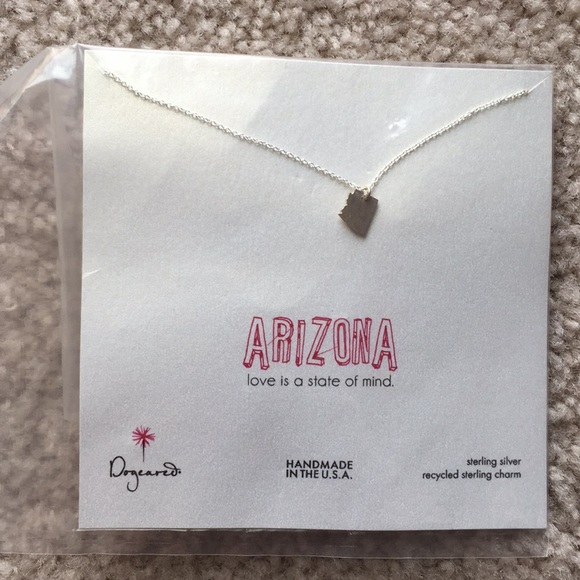 ARIZONA
love is a state of mind.
Dogeared
HANDMADE
IN THE U.S.A.
sterling silver
recycled sterling charm